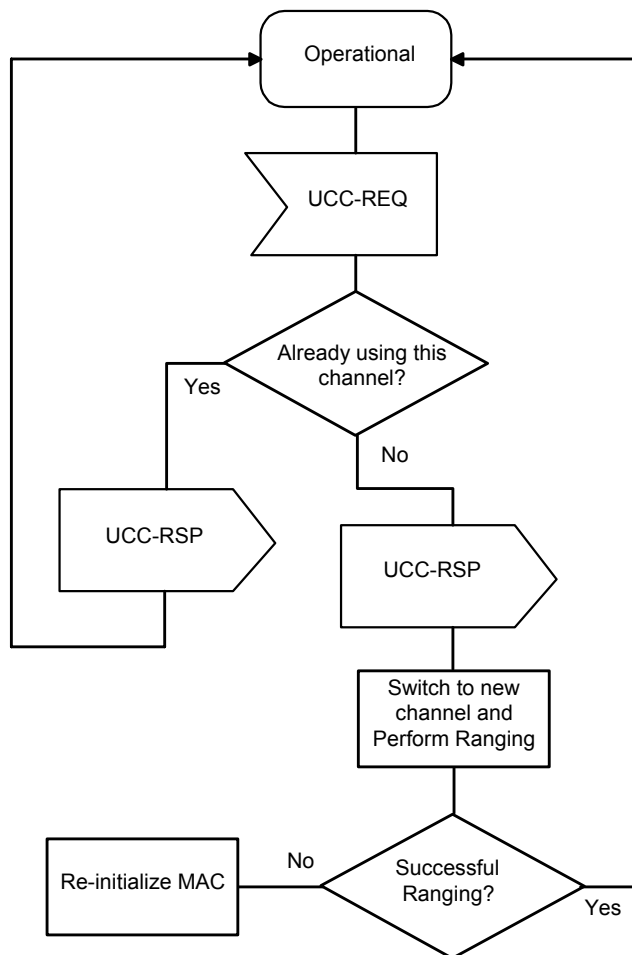 Operational
UCC-REQ
Already using this
channel?
Yes
No
UCC-RSP
UCC-RSP
Switch to new
channel and
Perform Ranging
Re-initialize MAC
No
Successful
Ranging?
Yes